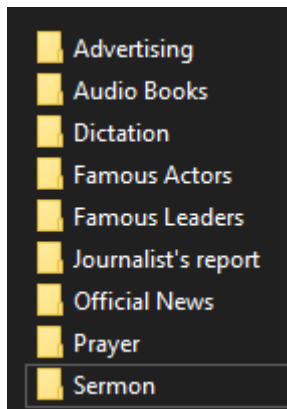 Advertising
Audio Books
Dictation
Famous Actors
Famous Leaders
Journalist's report
Official News
Prayer
Sermon